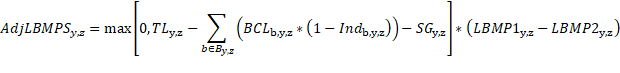 AdjLBMPS_{y,z} = max[0, TL_{y,z} − ∑_{b∈B_{y,z}} (BCL_{b,y,z} * (1 − Ind_{b,y,z})) − SG_{y,z}] * (LBMP1_{y,z} − LBMP2_{y,z})